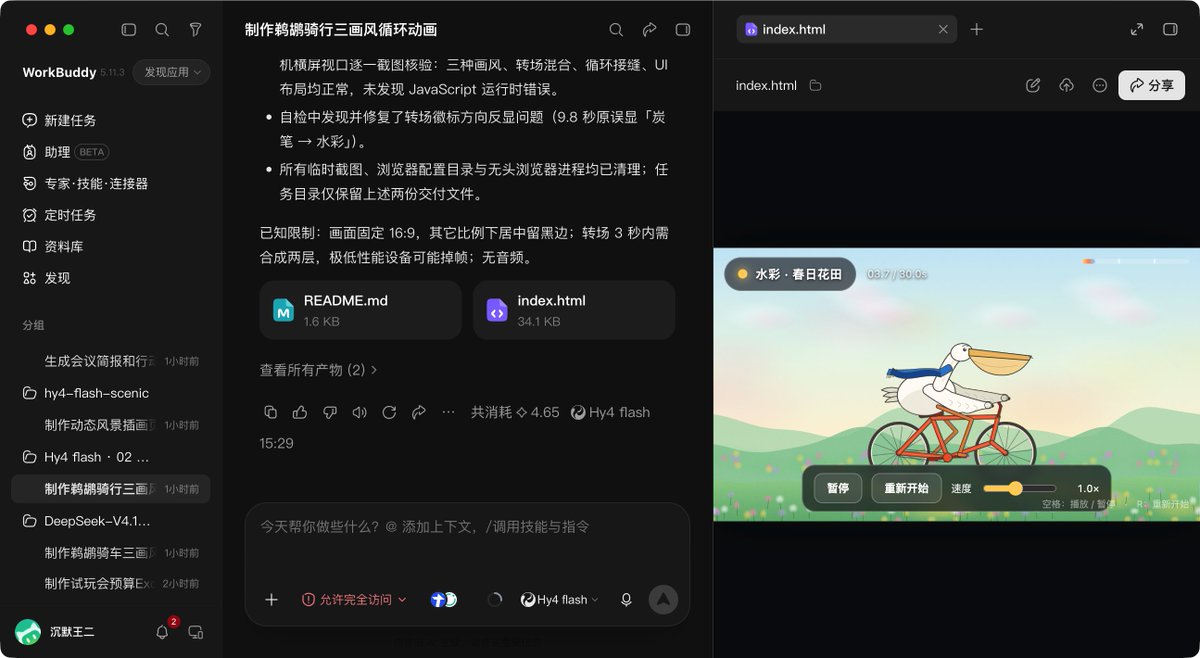 WorkBuddy 5.11.3
发现应用
新建任务
助理 BETA
专家·技能·连接器
定时任务
资料库
发现
分组
生成会议简报和行 1小时前
hy4-flash-scenic
制作动态风景插画 1小时前
Hy4 flash · 02 ...
制作鹈鹕骑行三画 1小时前
DeepSeek-V4.1...
制作鹈鹕骑车三画 1小时前
制作试玩会预算Exc 2小时前
沉默王二
2
制作鹈鹕骑行三画风循环动画
机横屏视口逐一截图核验：三种画风、转场混合、循环接缝、UI
布局均正常，未发现 JavaScript 运行时错误。
• 自检中发现并修复了转场徽标方向反显问题（9.8 秒原误显「炭
笔 → 水彩」）。
• 所有临时截图、浏览器配置目录与无头浏览器进程均已清理；任
务目录仅保留上述两份交付文件。
已知限制：画面固定 16:9，其它比例下居中留黑边；转场 3 秒内需
合成两层，极低性能设备可能掉帧；无音频。
README.md
1.6 KB
index.html
34.1 KB
查看所有产物 (2)
共消耗 4.65 Hy4 flash
15:29
今天帮你做些什么？@ 添加上下文，/调用技能与指令
允许完全访问
Hy4 flash
index.html
index.html
分享
水彩 · 春日花田
03.7 / 30.0s
暂停
重新开始
速度
1.0×
空格：播放 / 暂停 R：重新开始